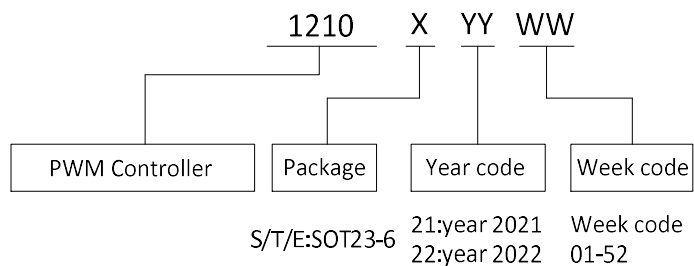 1210 X YY WW
PWM Controller Package Year code Week code
S/T/E:SOT23-6 21:year 2021 Week code
22:year 2022 01-52